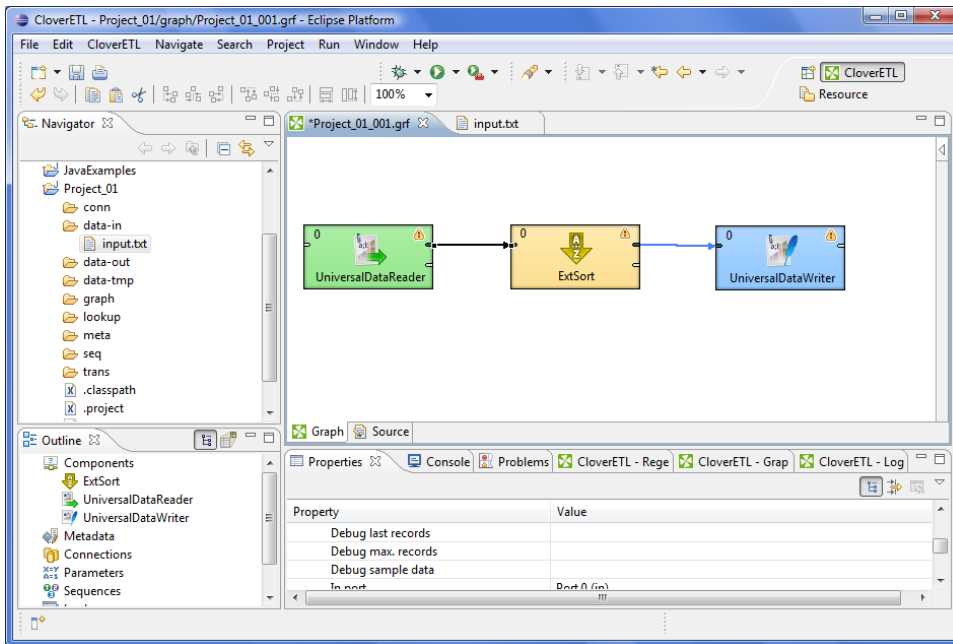 CloverETL - Project_01/graph/Project_01_001.grf - Eclipse Platform
File Edit CloverETL Navigate Search Project Run Window Help
CloverETL
100%
Resource
Navigator
*Project_01_001.grf
input.txt
JavaExamples
Project_01
conn
data-in
input.txt
data-out
data-tmp
graph
lookup
meta
seq
trans
.classpath
.project
0
UniversalDataReader
0
ExtSort
0
UniversalDataWriter
Graph
Source
Outline
Components
ExtSort
UniversalDataReader
UniversalDataWriter
Metadata
Connections
Parameters
Sequences
Properties
Console
Problems
CloverETL - Rege
CloverETL - Grap
CloverETL - Log
Property Value
Debug last records
Debug max. records
Debug sample data
In port Port 0 (in)